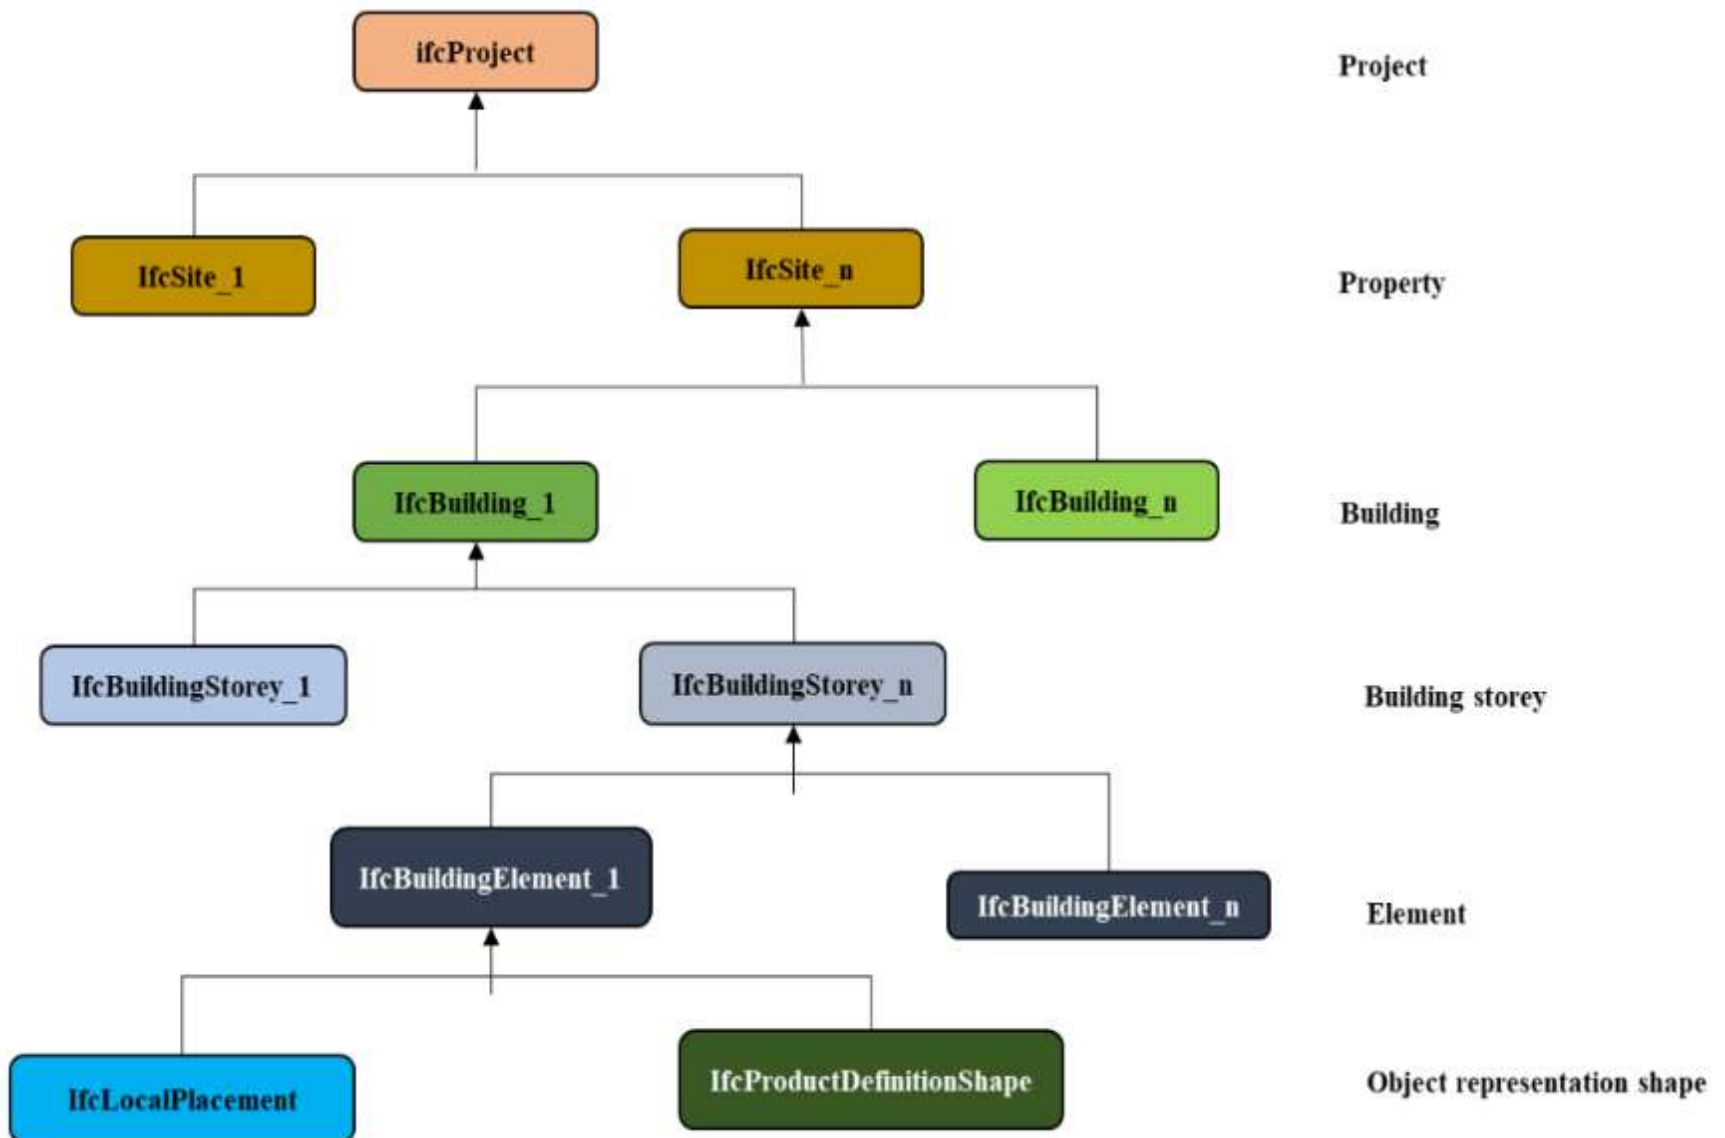 ifcProject
Project
IfcSite_1
IfcSite_n
Property
IfcBuilding_1
IfcBuilding_n
Building
IfcBuildingStorey_1
IfcBuildingStorey_n
Building storey
IfcBuildingElement_1
IfcBuildingElement_n
Element
IfcLocalPlacement
IfcProductDefinitionShape
Object representation shape